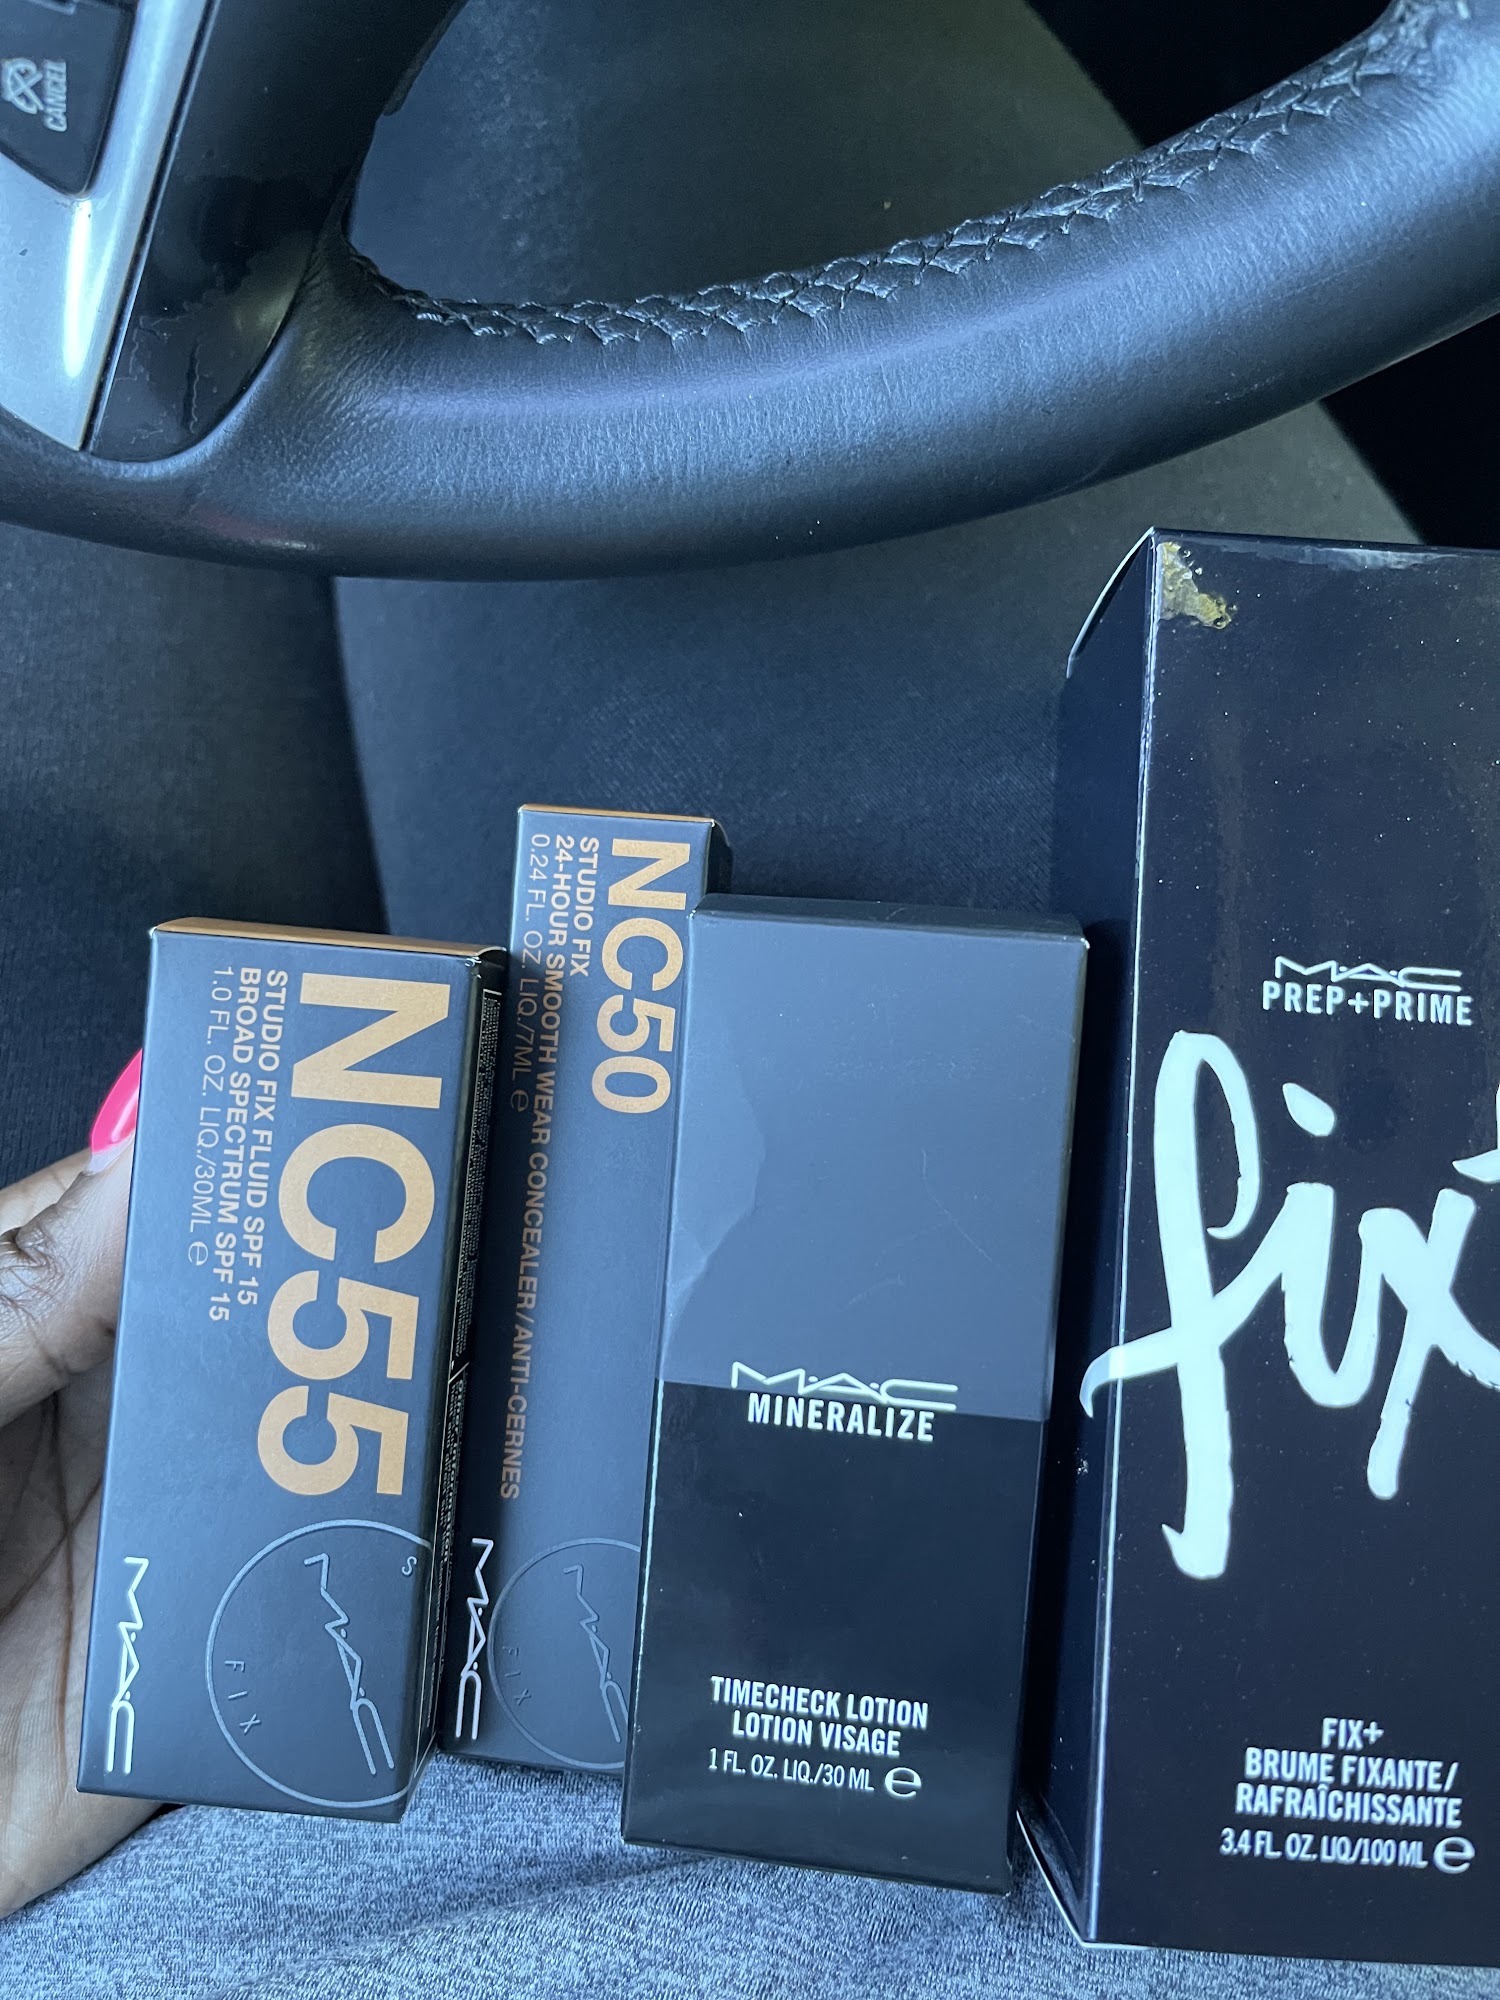 CANCEL
NC55
STUDIO FIX FLUID SPF 15
BROAD SPECTRUM SPF 15
1.0 FL. OZ. LIQ./30ML e
S
MAC
FIX
M·A·C
NC50
STUDIO FIX
24-HOUR SMOOTH WEAR CONCEALER/ANTI-CERNES
0.24 FL. OZ. LIQ./7ML e
MAC
FIX
M·A·C
M·A·C
MINERALIZE
TIMECHECK LOTION
LOTION VISAGE
1 FL. OZ. LIQ./30 ML e
M·A·C
PREP+PRIME
fix+
FIX+
BRUME FIXANTE/
RAFRAÎCHISSANTE
3.4 FL. OZ. LIQ/100 ML e